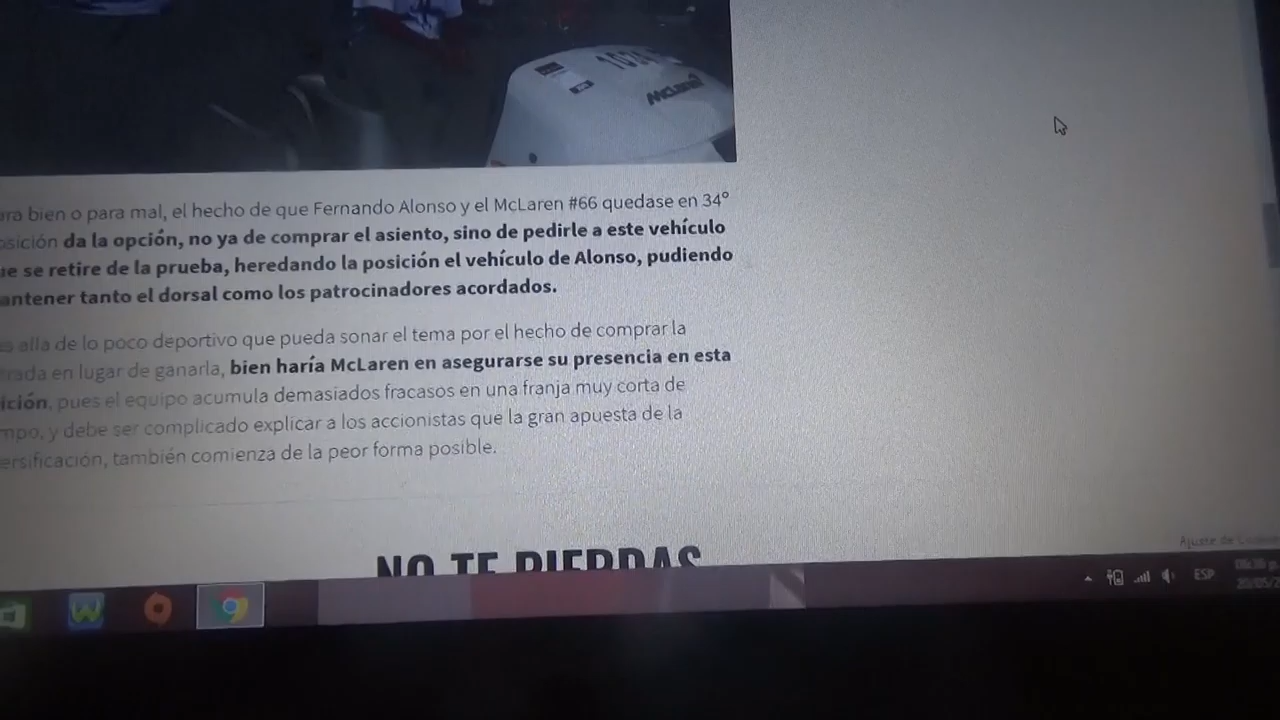 McLaren
ara bien o para mal, el hecho de que Fernando Alonso y el McLaren #66 quedase en 34º
osición da la opción, no ya de comprar el asiento, sino de pedirle a este vehículo
ue se retire de la prueba, heredando la posición el vehículo de Alonso, pudiendo
antener tanto el dorsal como los patrocinadores acordados.
ás alla de lo poco deportivo que pueda sonar el tema por el hecho de comprar la
trada en lugar de ganarla, bien haría McLaren en asegurarse su presencia en esta
ición, pues el equipo acumula demasiados fracasos en una franja muy corta de
mpo, y debe ser complicado explicar a los accionistas que la gran apuesta de la
ersificación, también comienza de la peor forma posible.
NO TE PIERDAS
Ajuste de
ESP